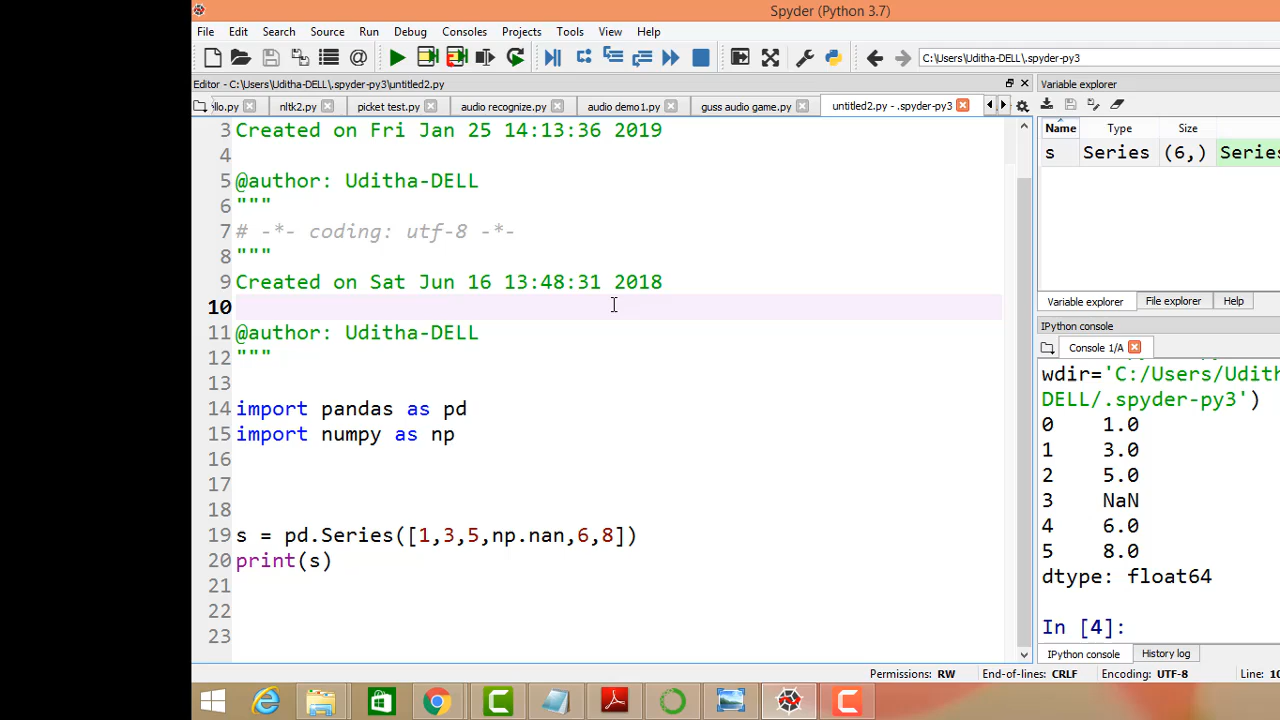 Spyder (Python 3.7)
File Edit Search Source Run Debug Consoles Projects Tools View Help
C:\Users\Uditha-DELL\.spyder-py3
Editor - C:\Users\Uditha-DELL\.spyder-py3\untitled2.py
llo.py nltk2.py picket test.py audio recognize.py audio demo1.py guss audio game.py untitled2.py - .spyder-py3
3 Created on Fri Jan 25 14:13:36 2019
4
5 @author: Uditha-DELL
6 """
7 # -*- coding: utf-8 -*-
8 """
9 Created on Sat Jun 16 13:48:31 2018
10
11 @author: Uditha-DELL
12 """
13
14 import pandas as pd
15 import numpy as np
16
17
18
19 s = pd.Series([1,3,5,np.nan,6,8])
20 print(s)
21
22
23
Variable explorer
Name Type Size
s Series (6,) Series
Variable explorer File explorer Help
IPython console
Console 1/A
wdir='C:/Users/Udith
DELL/.spyder-py3')
0 1.0
1 3.0
2 5.0
3 NaN
4 6.0
5 8.0
dtype: float64
In [4]:
IPython console History log
Permissions: RW End-of-lines: CRLF Encoding: UTF-8 Line: 10